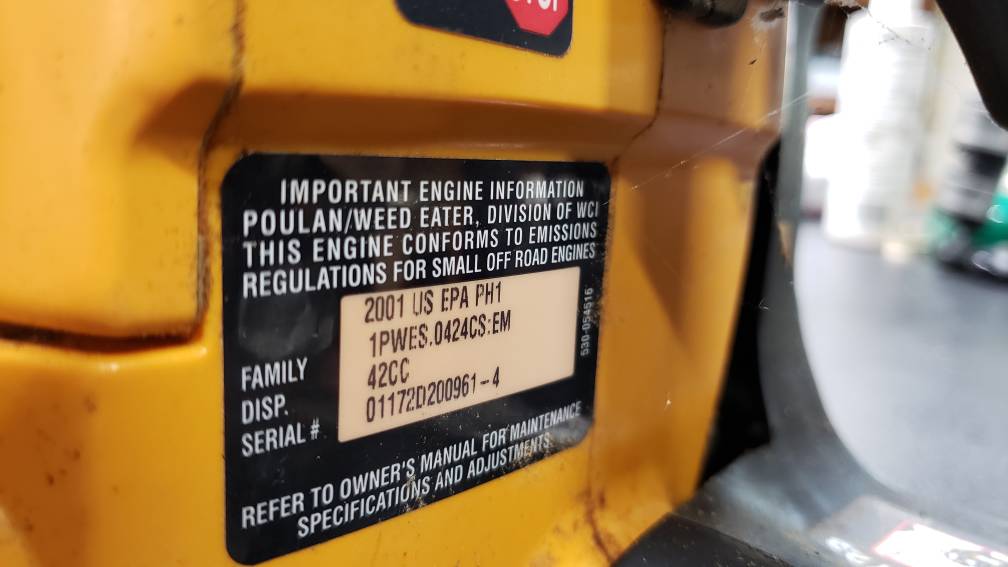 IMPORTANT ENGINE INFORMATION
POULAN/WEED EATER, DIVISION OF WCI
THIS ENGINE CONFORMS TO EMISSIONS
REGULATIONS FOR SMALL OFF ROAD ENGINES
2001 US EPA PH1
FAMILY 1PWES.0424CS:EM
DISP. 42CC
SERIAL # 01172D200961-4
530-054516
REFER TO OWNER'S MANUAL FOR MAINTENANCE
SPECIFICATIONS AND ADJUSTMENTS